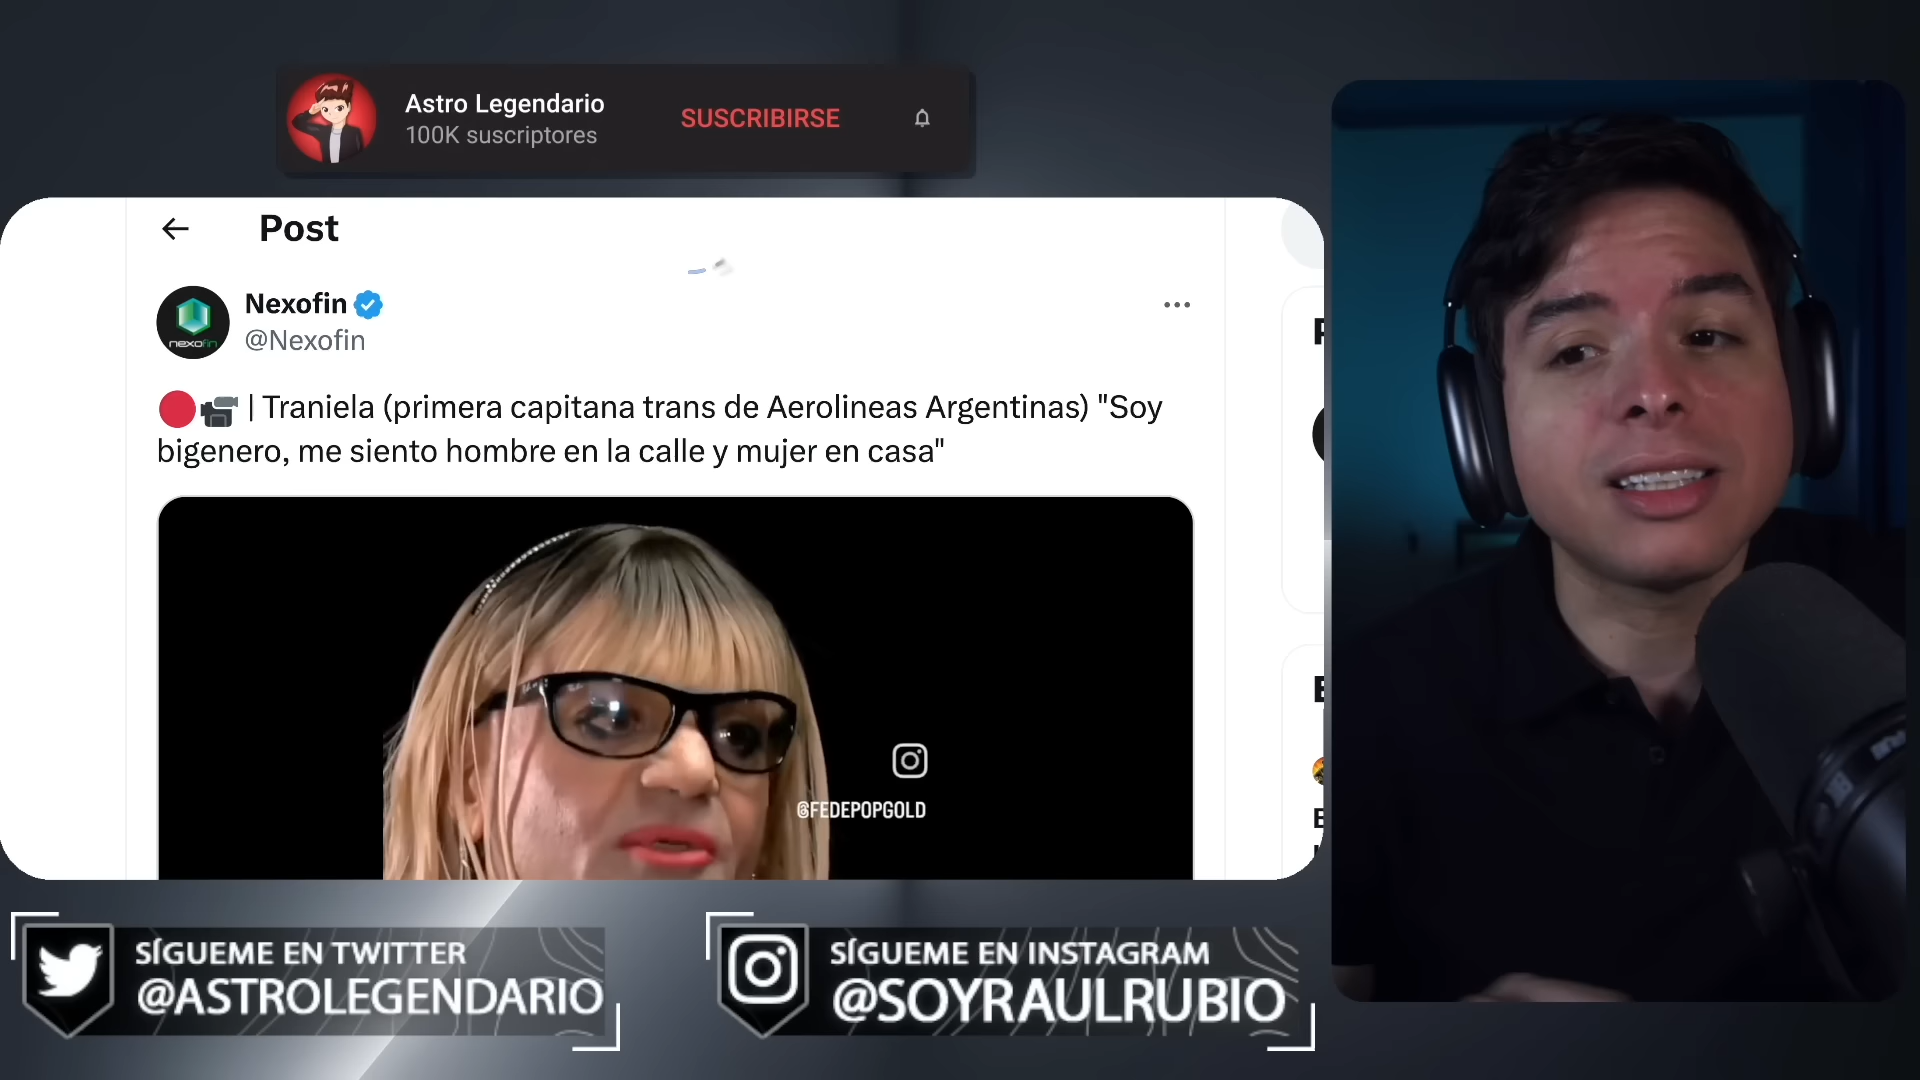 Astro Legendario
100K suscriptores
SUSCRIBIRSE
Post
nexofin
Nexofin
@Nexofin
| Traniela (primera capitana trans de Aerolineas Argentinas) "Soy
bigenero, me siento hombre en la calle y mujer en casa"
@FEDEPOPGOLD
SÍGUEME EN TWITTER
@ASTROLEGENDARIO
SÍGUEME EN INSTAGRAM
@SOYRAULRUBIO